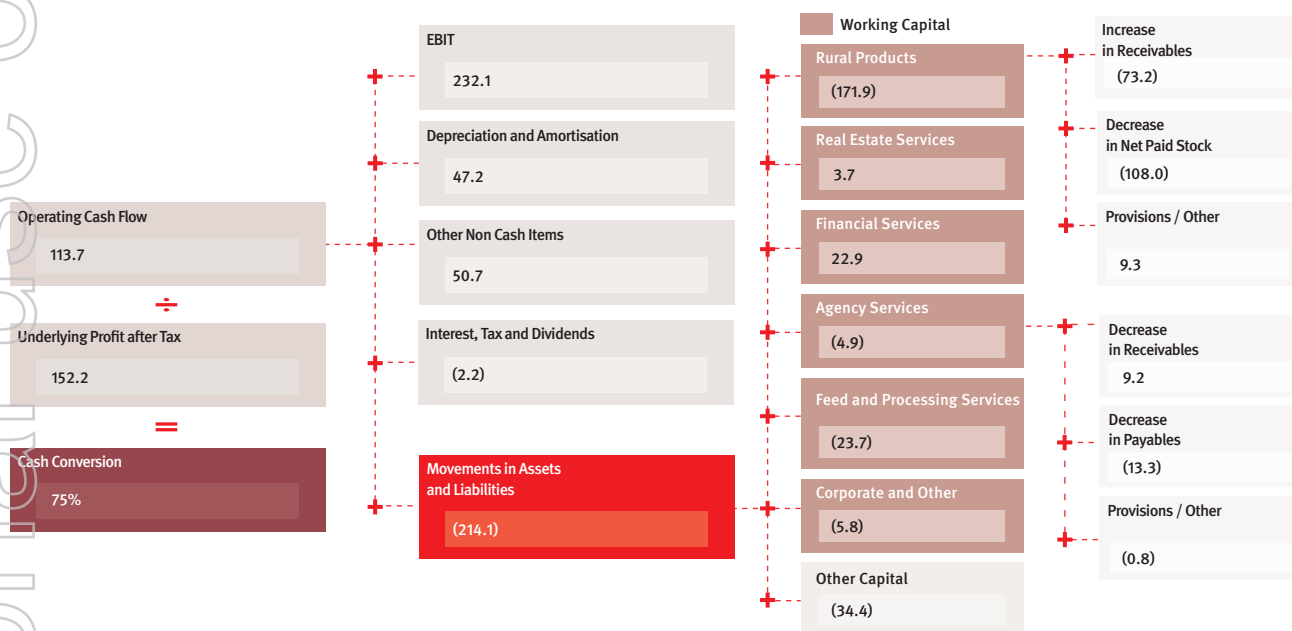 Operating Cash Flow
113.7
÷
Underlying Profit after Tax
152.2
=
Cash Conversion
75%
EBIT
232.1
Depreciation and Amortisation
47.2
Other Non Cash Items
50.7
Interest, Tax and Dividends
(2.2)
Movements in Assets
and Liabilities
(214.1)
Working Capital
Rural Products
(171.9)
Real Estate Services
3.7
Financial Services
22.9
Agency Services
(4.9)
Feed and Processing Services
(23.7)
Corporate and Other
(5.8)
Other Capital
(34.4)
Increase
in Receivables
(73.2)
Decrease
in Net Paid Stock
(108.0)
Provisions / Other
9.3
Decrease
in Receivables
9.2
Decrease
in Payables
(13.3)
Provisions / Other
(0.8)